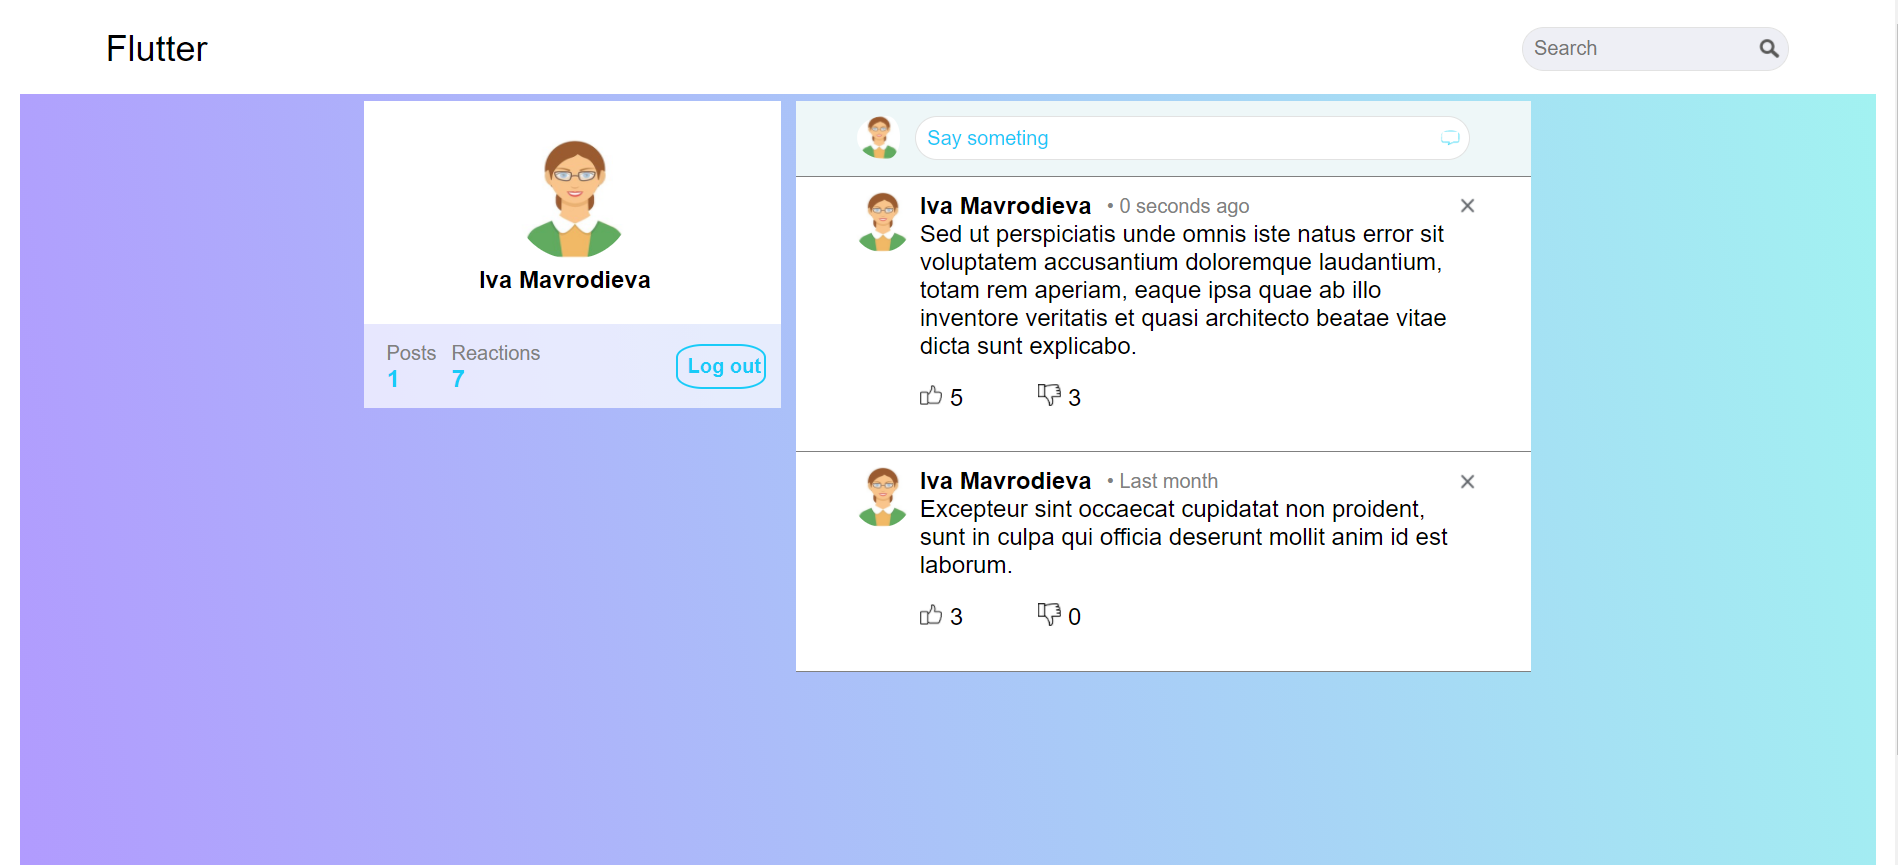 Flutter
Search
Iva Mavrodieva
Posts Reactions
1 7
Log out
Say someting
Iva Mavrodieva • 0 seconds ago
Sed ut perspiciatis unde omnis iste natus error sit
voluptatem accusantium doloremque laudantium,
totam rem aperiam, eaque ipsa quae ab illo
inventore veritatis et quasi architecto beatae vitae
dicta sunt explicabo.
5 3
Iva Mavrodieva • Last month
Excepteur sint occaecat cupidatat non proident,
sunt in culpa qui officia deserunt mollit anim id est
laborum.
3 0